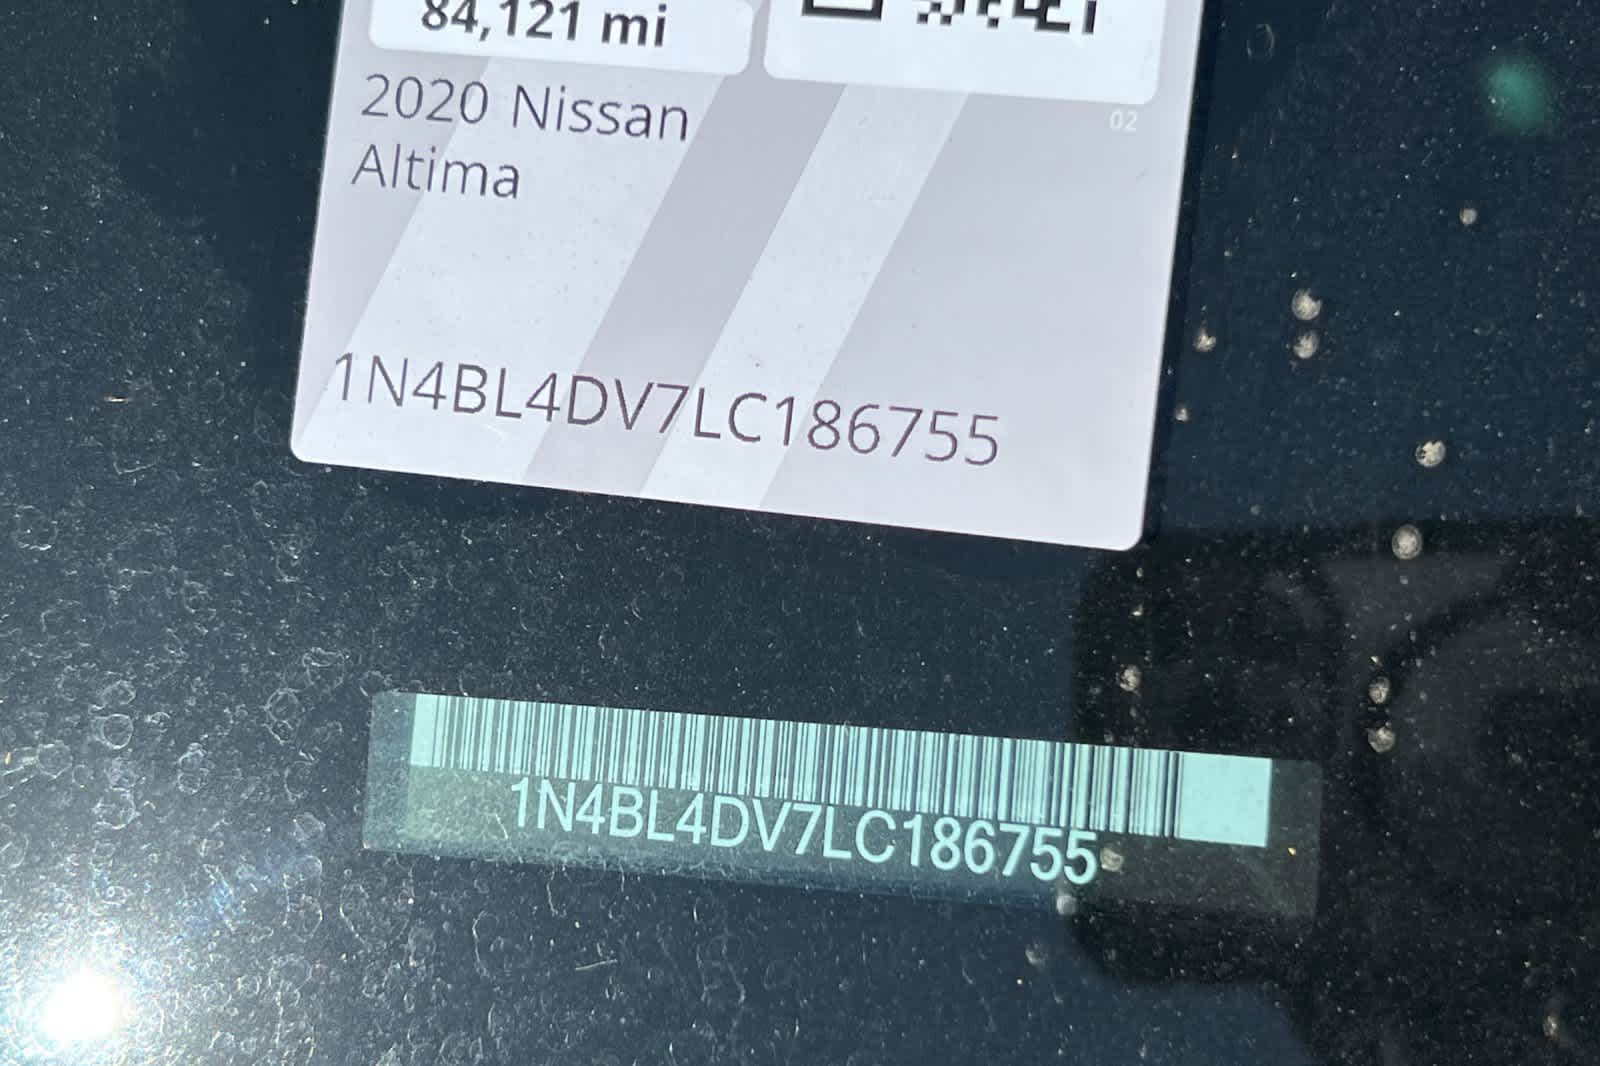 84,121 mi
2020 Nissan
Altima
02
1N4BL4DV7LC186755
1N4BL4DV7LC186755